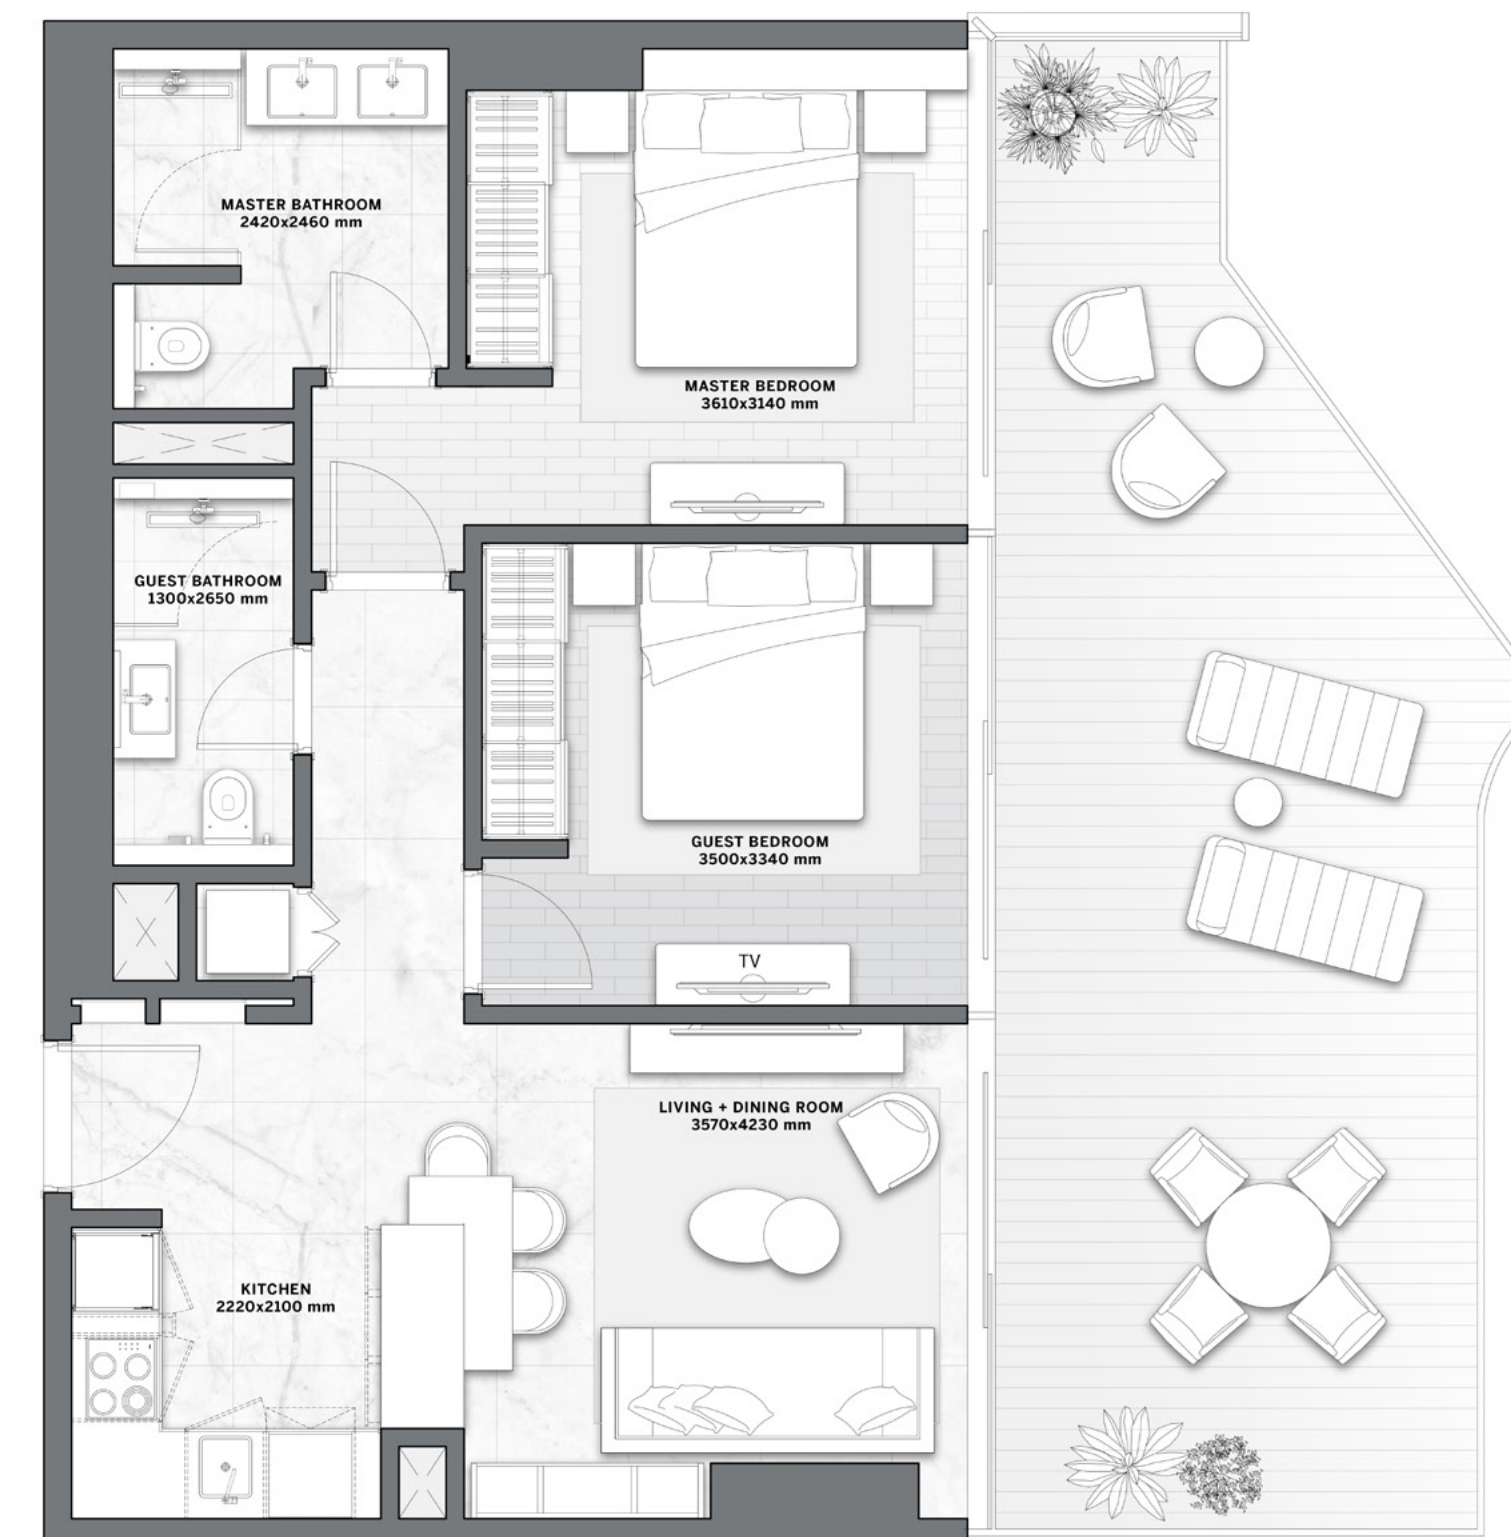 MASTER BATHROOM
2420x2460 mm
MASTER BEDROOM
3610x3140 mm
GUEST BATHROOM
1300x2650 mm
GUEST BEDROOM
3500x3340 mm
TV
LIVING + DINING ROOM
3570x4230 mm
KITCHEN
2220x2100 mm